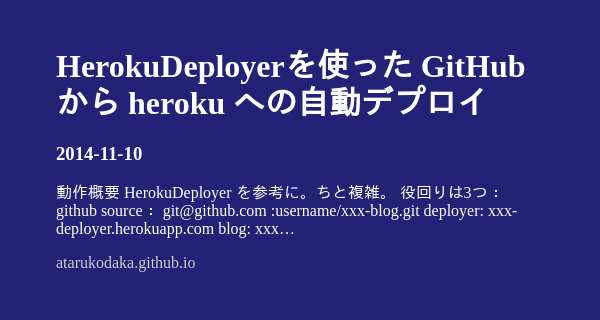 HerokuDeployerを使った GitHub
から heroku への自動デプロイ
2014-11-10
動作概要 HerokuDeployer を参考に。ちと複雑。 役回りは3つ：
github source： git@github.com :username/xxx-blog.git deployer: xxx-
deployer.herokuapp.com blog: xxx…
atarukodaka.github.io